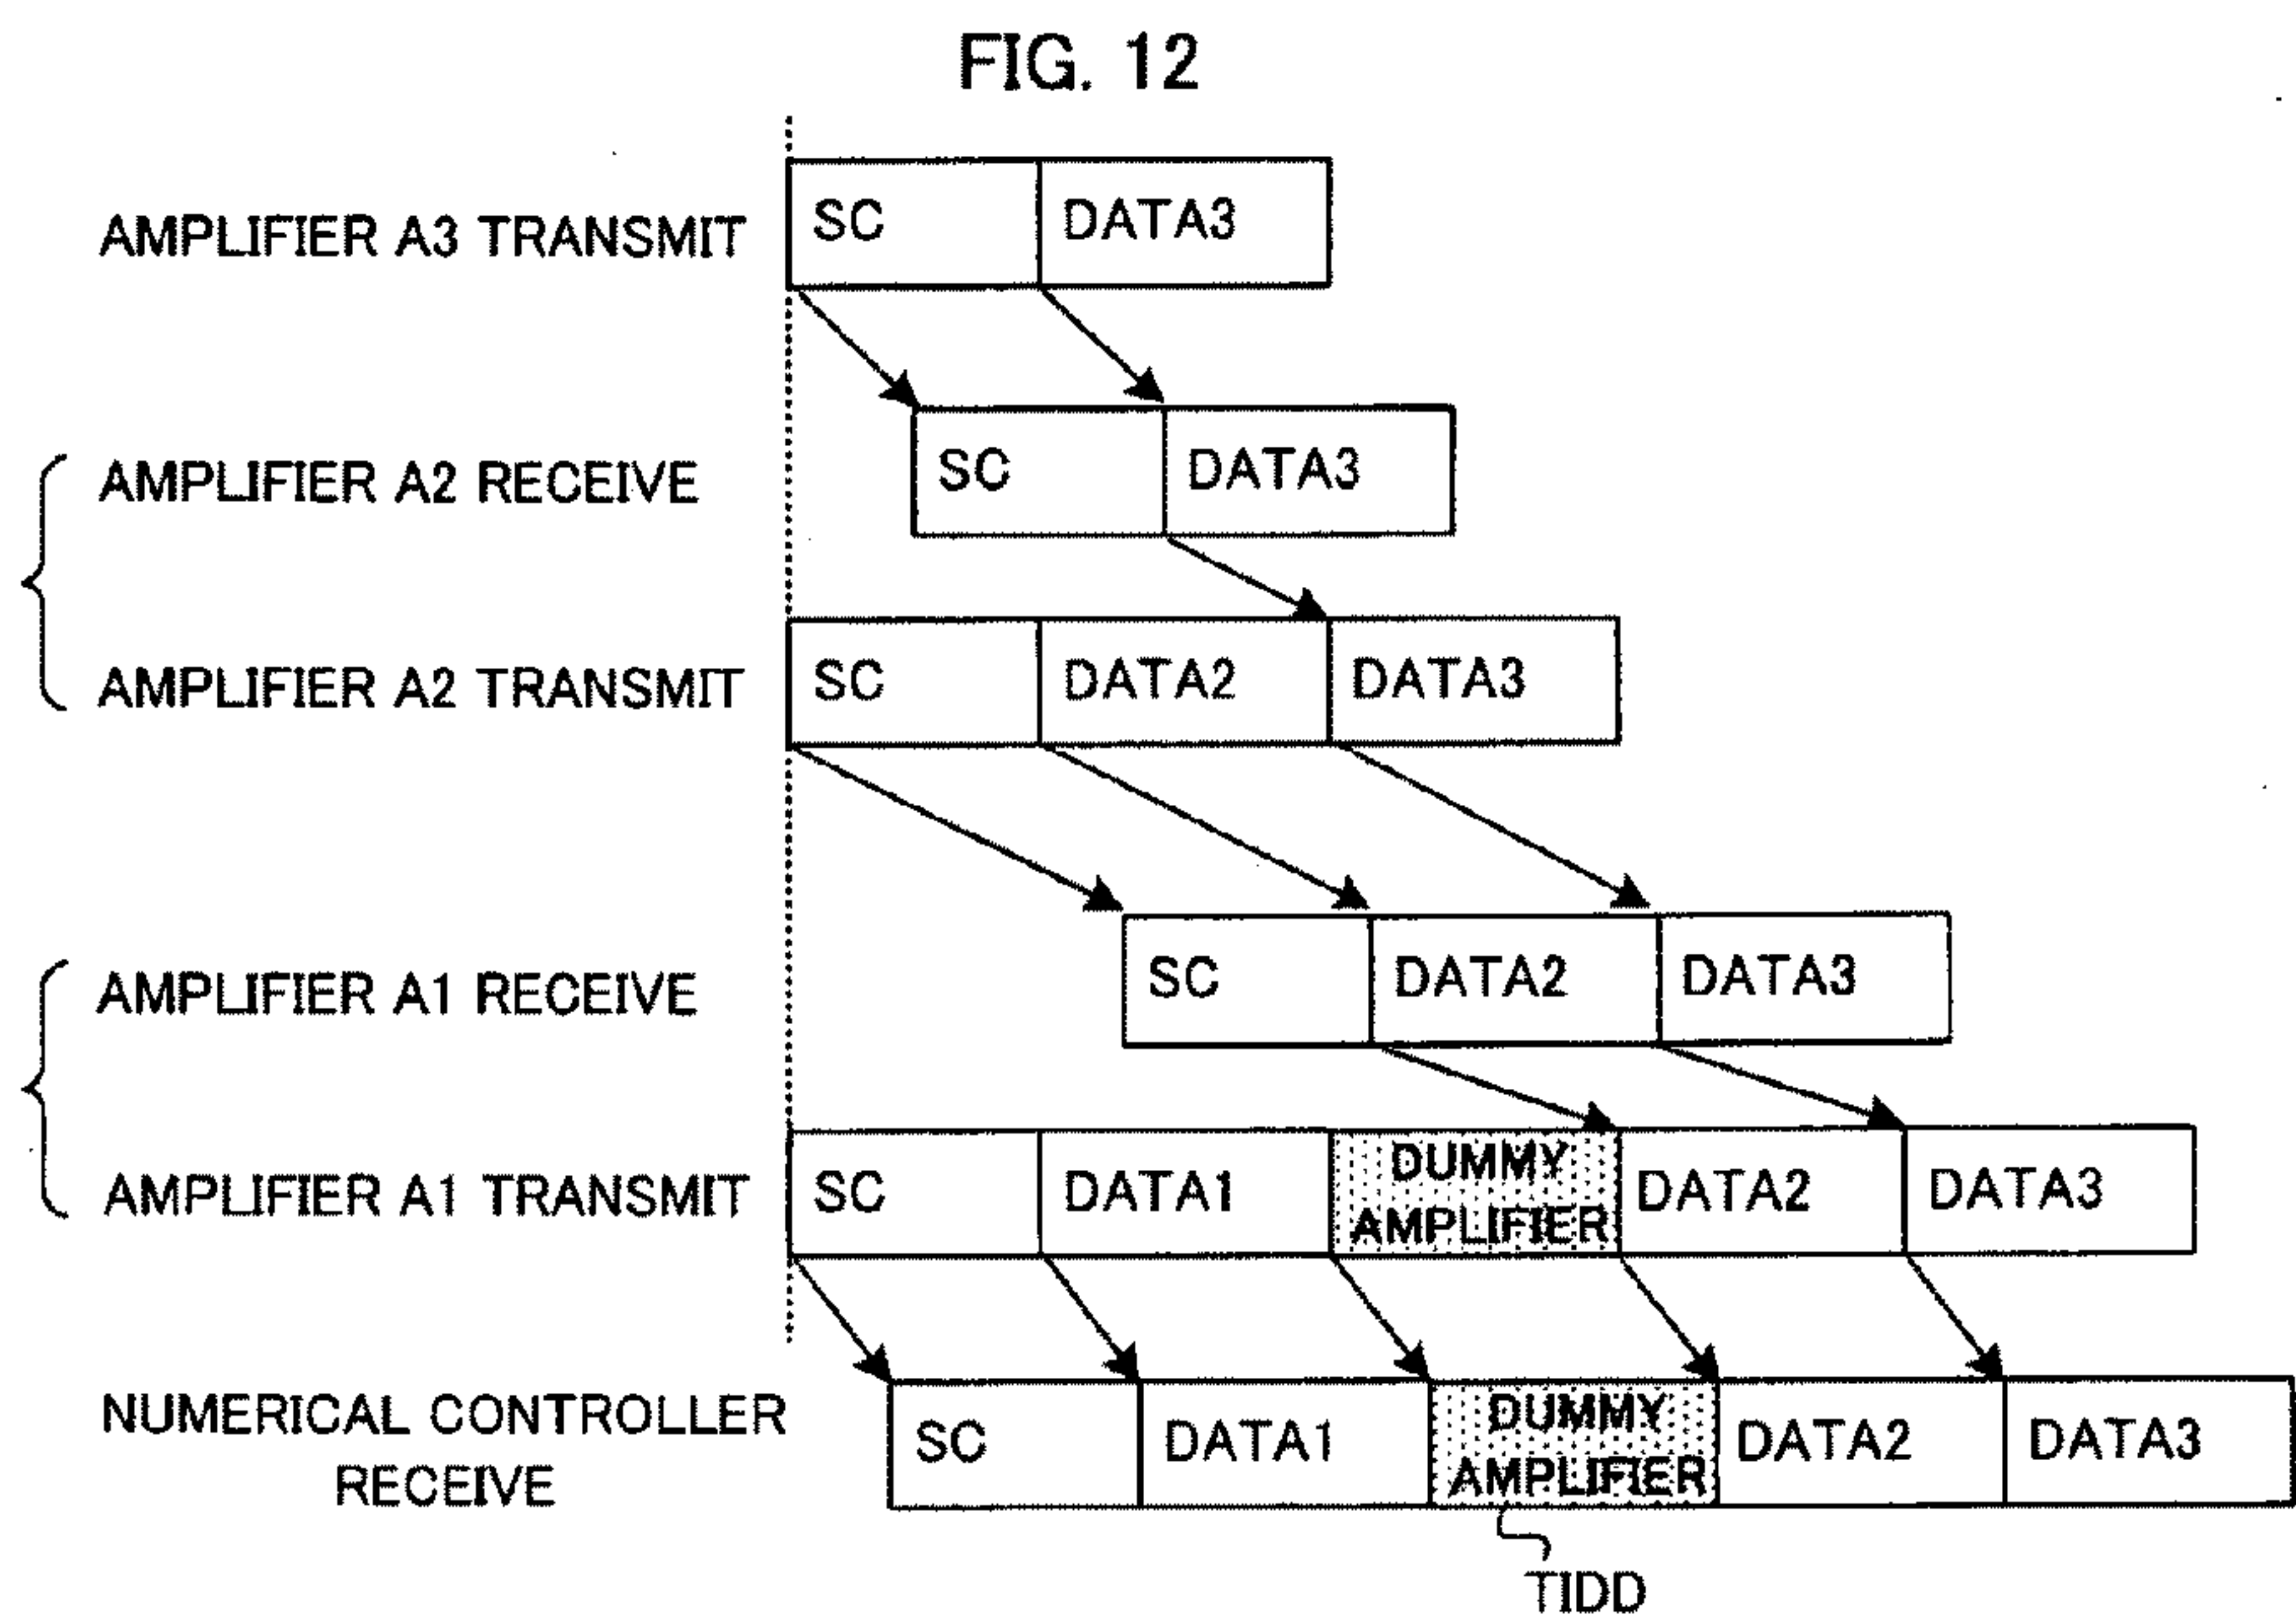 FIG. 12
AMPLIFIER A3 TRANSMIT
SC
DATA3
AMPLIFIER A2 RECEIVE
SC
DATA3
AMPLIFIER A2 TRANSMIT
SC
DATA2
DATA3
AMPLIFIER A1 RECEIVE
SC
DATA2
DATA3
AMPLIFIER A1 TRANSMIT
SC
DATA1
DUMMY
AMPLIFIER
DATA2
DATA3
NUMERICAL CONTROLLER
RECEIVE
SC
DATA1
DUMMY
AMPLIFIER
DATA2
DATA3
TIDD